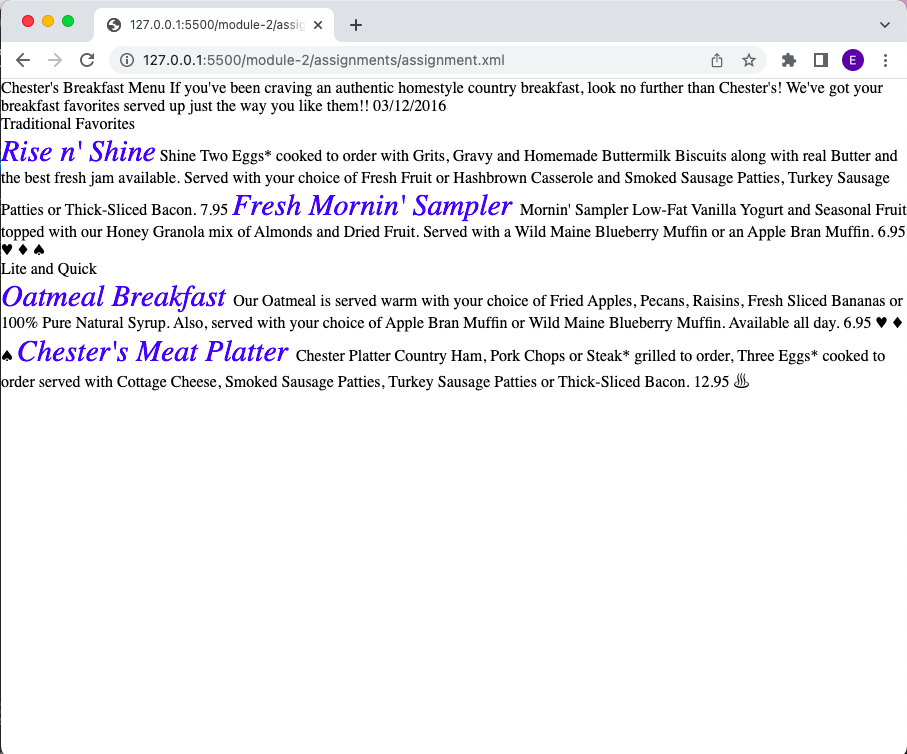 127.0.0.1:5500/module-2/assig
127.0.0.1:5500/module-2/assignments/assignment.xml
E
Chester's Breakfast Menu If you've been craving an authentic homestyle country breakfast, look no further than Chester's! We've got your
breakfast favorites served up just the way you like them!! 03/12/2016
Traditional Favorites
Rise n' Shine Shine Two Eggs* cooked to order with Grits, Gravy and Homemade Buttermilk Biscuits along with real Butter and
the best fresh jam available. Served with your choice of Fresh Fruit or Hashbrown Casserole and Smoked Sausage Patties, Turkey Sausage
Patties or Thick-Sliced Bacon. 7.95 Fresh Mornin' Sampler Mornin' Sampler Low-Fat Vanilla Yogurt and Seasonal Fruit
topped with our Honey Granola mix of Almonds and Dried Fruit. Served with a Wild Maine Blueberry Muffin or an Apple Bran Muffin. 6.95
♥ ♦ ♠
Lite and Quick
Oatmeal Breakfast Our Oatmeal is served warm with your choice of Fried Apples, Pecans, Raisins, Fresh Sliced Bananas or
100% Pure Natural Syrup. Also, served with your choice of Apple Bran Muffin or Wild Maine Blueberry Muffin. Available all day. 6.95 ♥ ♦
♠ Chester's Meat Platter Chester Platter Country Ham, Pork Chops or Steak* grilled to order, Three Eggs* cooked to
order served with Cottage Cheese, Smoked Sausage Patties, Turkey Sausage Patties or Thick-Sliced Bacon. 12.95 ♨